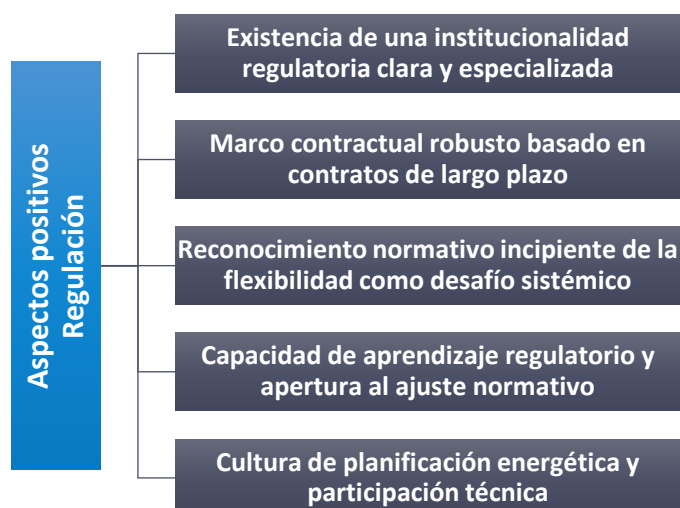 Aspectos positivos
Regulación
Existencia de una institucionalidad
regulatoria clara y especializada
Marco contractual robusto basado en
contratos de largo plazo
Reconocimiento normativo incipiente de la
flexibilidad como desafío sistémico
Capacidad de aprendizaje regulatorio y
apertura al ajuste normativo
Cultura de planificación energética y
participación técnica